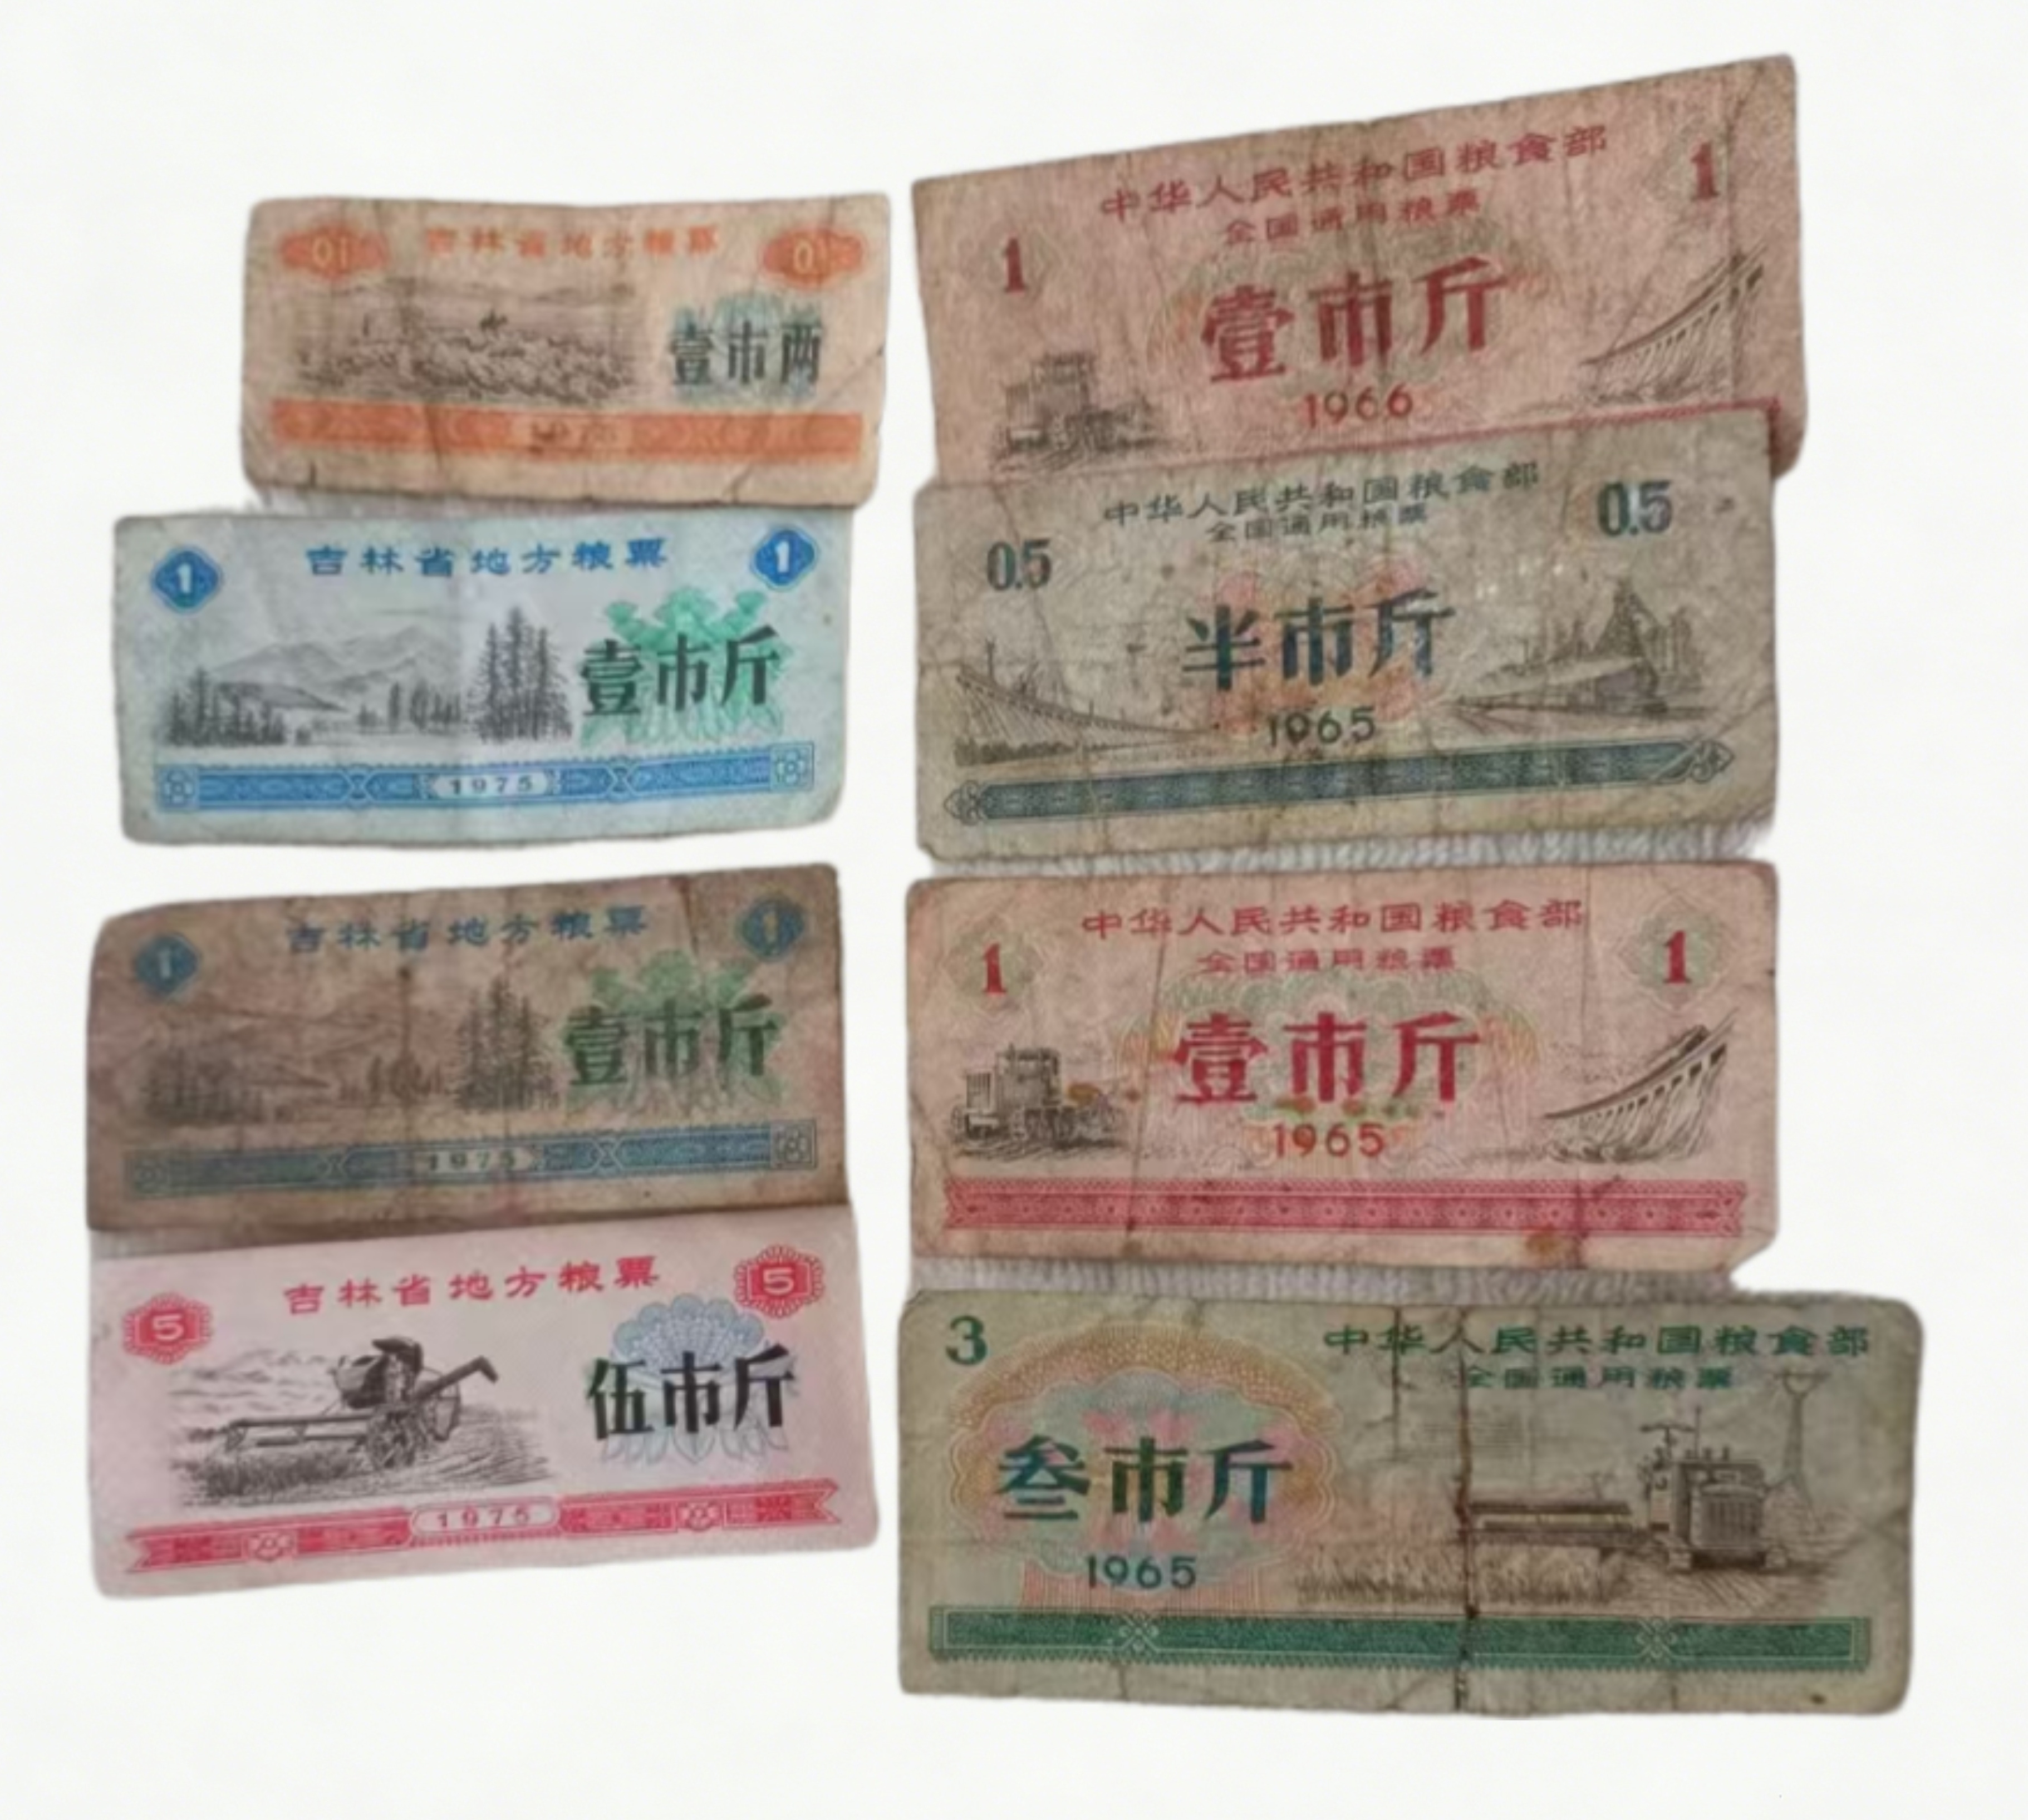 0.1 吉林省地方粮票 0.1
壹市两
1975
1 吉林省地方粮票 1
壹市斤
1975
1 吉林省地方粮票 1
壹市斤
1975
5 吉林省地方粮票 5
伍市斤
1975
中华人民共和国粮食部
全国通用粮票
1 1
壹市斤
1966
中华人民共和国粮食部
全国通用粮票
0.5 0.5
半市斤
1965
中华人民共和国粮食部
全国通用粮票
1 1
壹市斤
1965
3 中华人民共和国粮食部
全国通用粮票
叁市斤
1965